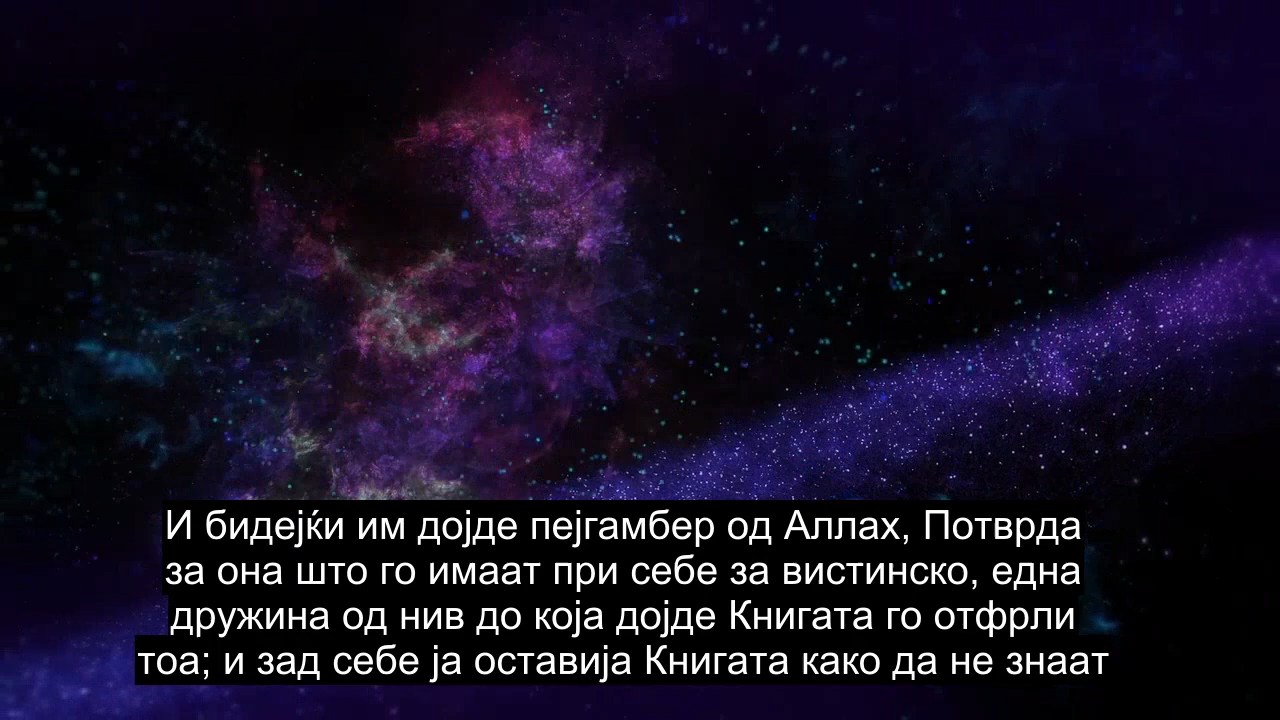 И бидејќи им дојде пејгамбер од Аллах, Потврда
за она што го имаат при себе за вистинско, една
дружина од нив до која дојде Книгата го отфрли
тоа; и зад себе ја оставија Книгата како да не знаат